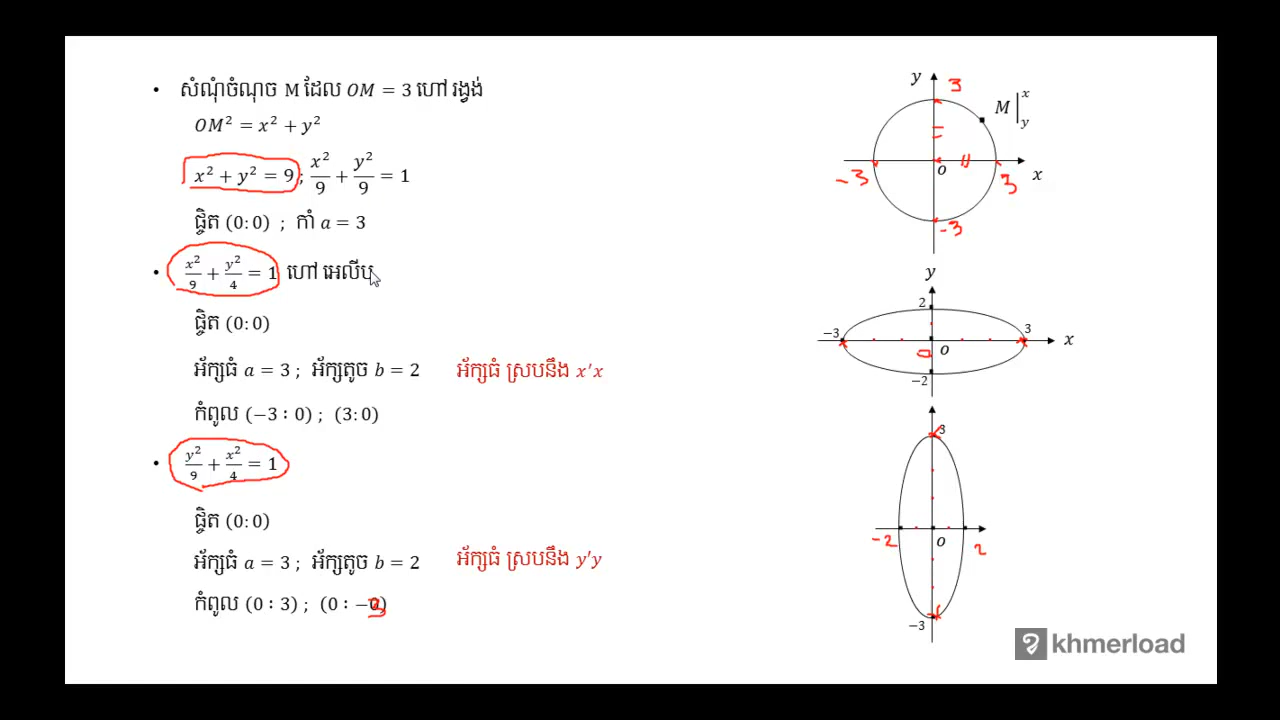 • សំណុំចំណុច M ដែល OM = 3 ហៅ រង្វង់
OM² = x² + y²
x² + y² = 9 ; x²/9 + y²/9 = 1
ផ្ចិត (0: 0) ; កាំ a = 3
• x²/9 + y²/4 = 1 ហៅ អេលីប
ផ្ចិត (0: 0)
អ័ក្សធំ a = 3 ; អ័ក្សតូច b = 2 អ័ក្សធំ ស្របនឹង x′x
កំពូល (−3 : 0) ; (3: 0)
• y²/9 + x²/4 = 1
ផ្ចិត (0: 0)
អ័ក្សធំ a = 3 ; អ័ក្សតូច b = 2 អ័ក្សធំ ស្របនឹង y′y
កំពូល (0 : 3) ; (0 : −3)
y 3
M | x y
-3 o 3 x
-3
y
2
−3 3 x
o O
−2
3
-2 O 2
−3
khmerload